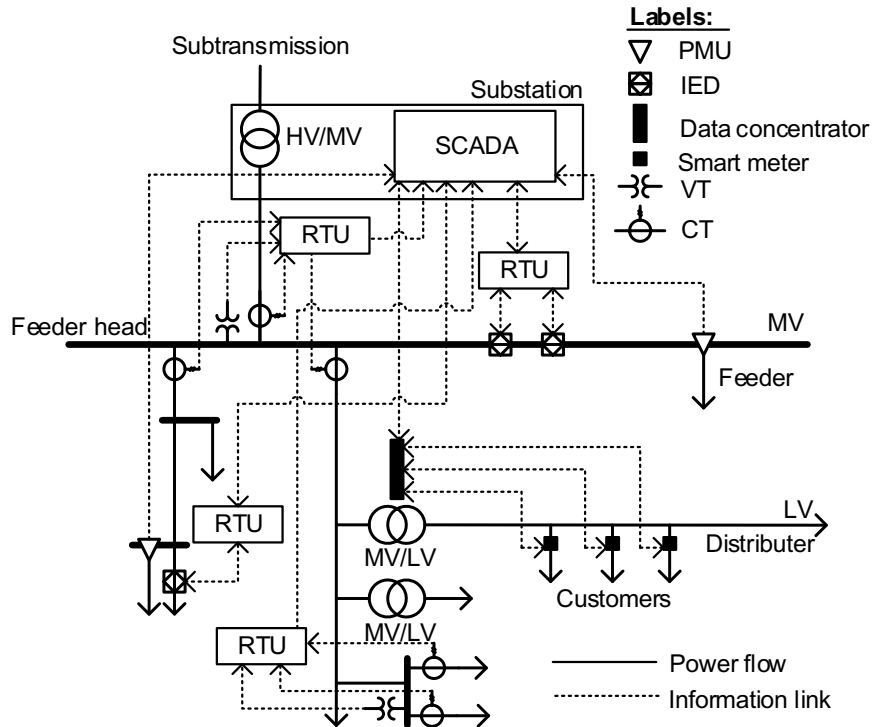 Labels:
Subtransmission
PMU
IED
Substation
HV/MV
SCADA
Data concentrator
Smart meter
VT
RTU
CT
RTU
Feeder head
MV
Feeder
RTU
LV
MV/LV
Distributer
Customers
MV/LV
RTU
Power flow
Information link